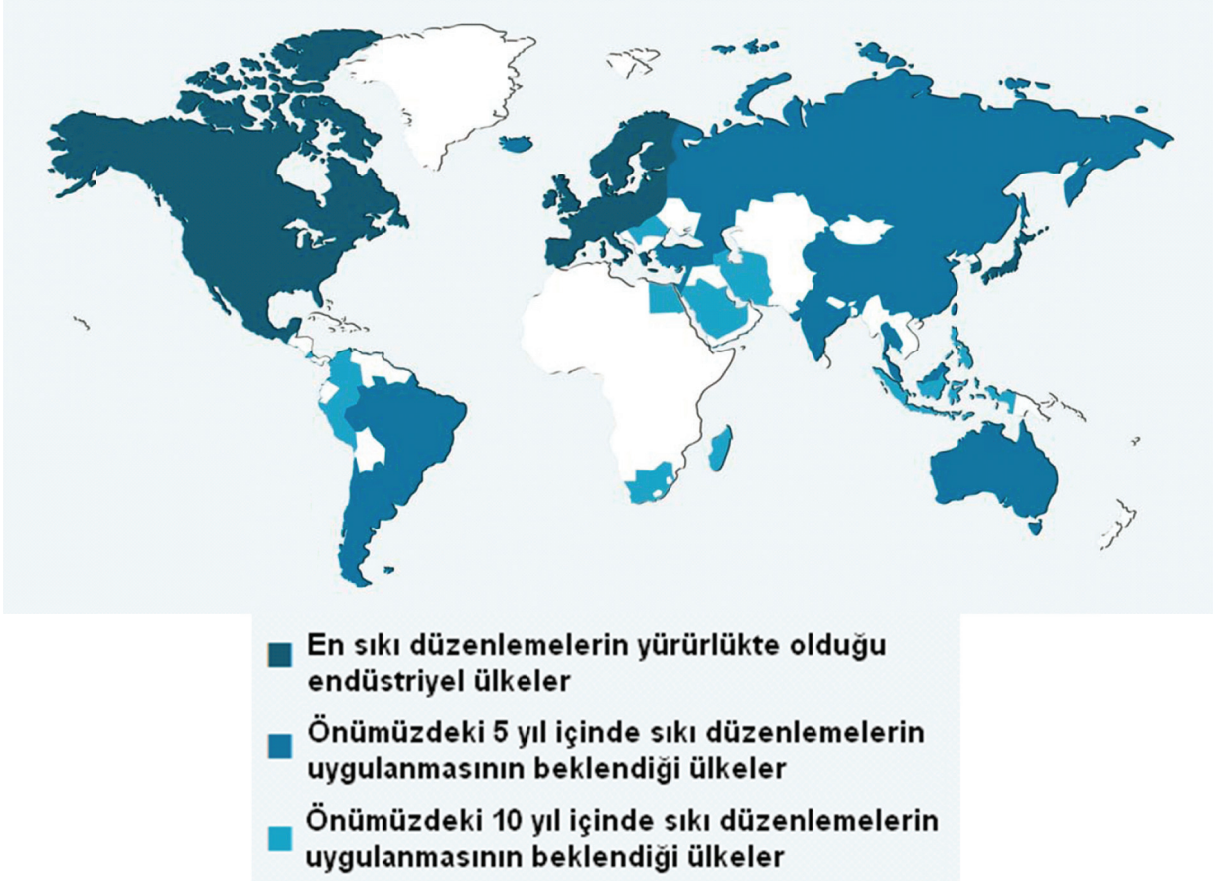 En sıkı düzenlemelerin yürürlükte olduğu
endüstriyel ülkeler
Önümüzdeki 5 yıl içinde sıkı düzenlemelerin
uygulanmasının beklendiği ülkeler
Önümüzdeki 10 yıl içinde sıkı düzenlemelerin
uygulanmasının beklendiği ülkeler